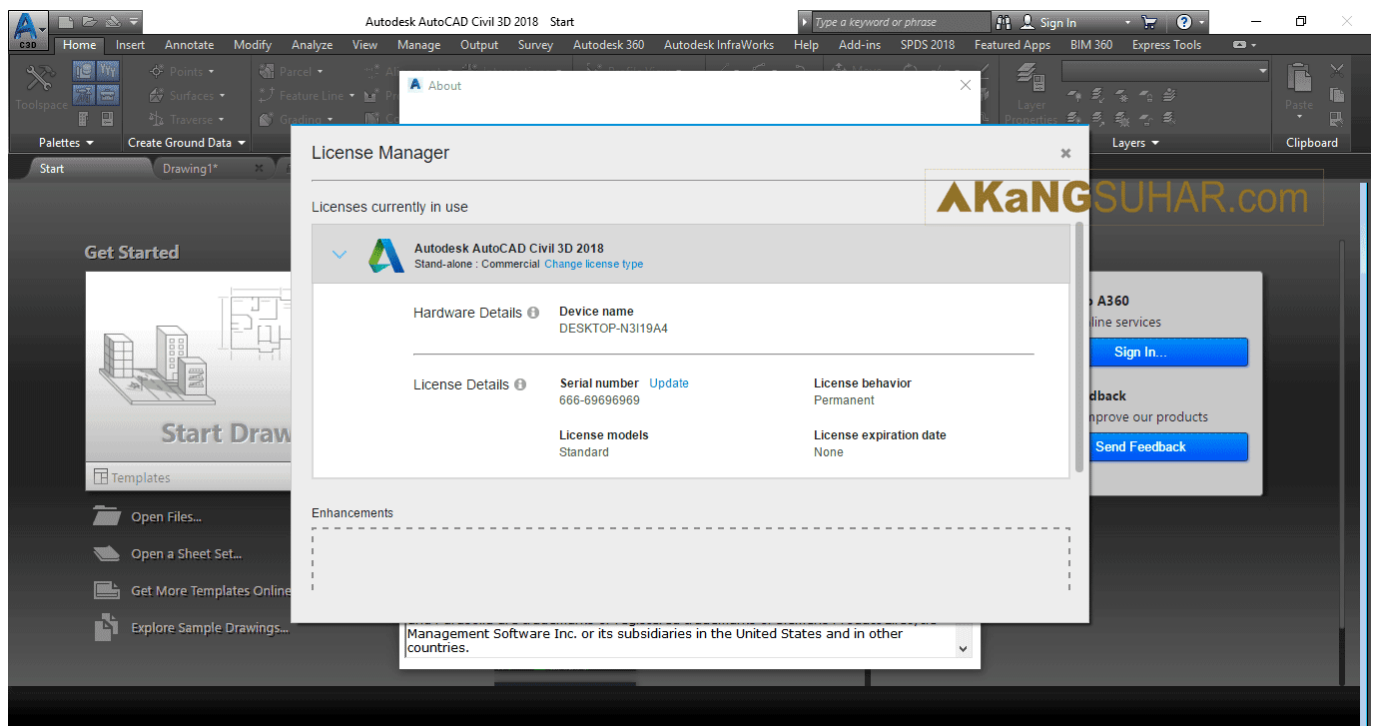 Autodesk AutoCAD Civil 3D 2018 Start
Type a keyword or phrase
Sign In
C3D
Home Insert Annotate Modify Analyze View Manage Output Survey Autodesk 360 Autodesk InfraWorks Help Add-ins SPDS 2018 Featured Apps BIM 360 Express Tools
Toolspace
Points
Surfaces
Traverse
Parcel
Feature Line
Grading
Layer
Properties
Paste
Palettes
Create Ground Data
Layers
Clipboard
Start
Drawing1*
About
License Manager
AKaNGSUHAR.com
Licenses currently in use
Autodesk AutoCAD Civil 3D 2018
Stand-alone : Commercial Change license type
Hardware Details
Device name
DESKTOP-N3I19A4
License Details
Serial number Update
666-69696969
License behavior
Permanent
License models
Standard
License expiration date
None
Enhancements
Get Started
Start Draw
Templates
Open Files...
Open a Sheet Set...
Get More Templates Online
Explore Sample Drawings...
A360
line services
Sign In...
dback
mprove our products
Send Feedback
Management Software Inc. or its subsidiaries in the United States and in other
countries.